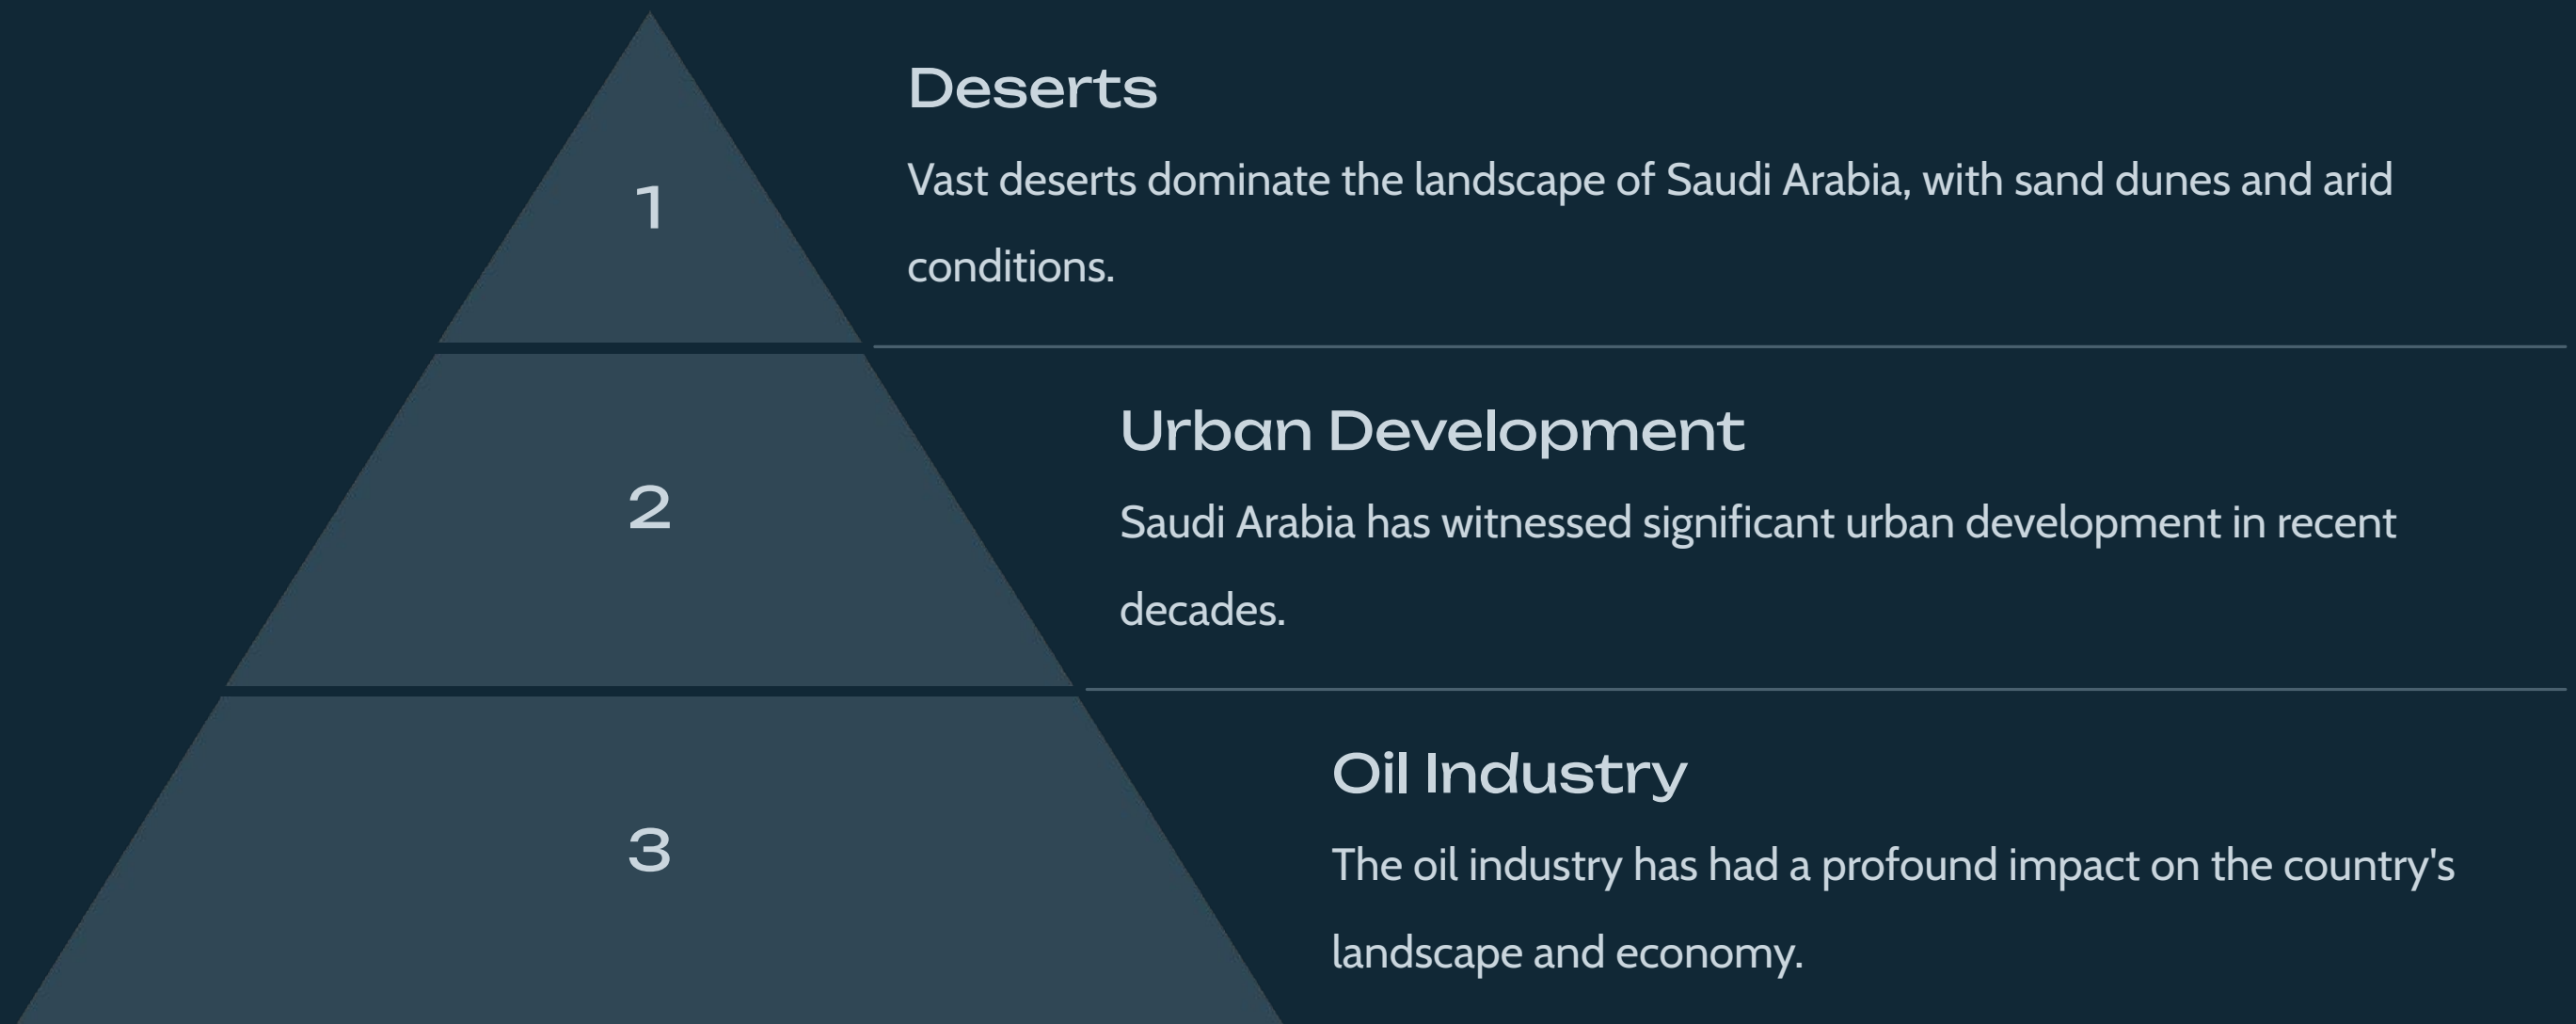 1
Deserts
Vast deserts dominate the landscape of Saudi Arabia, with sand dunes and arid
conditions.
2
Urban Development
Saudi Arabia has witnessed significant urban development in recent
decades.
3
Oil Industry
The oil industry has had a profound impact on the country's
landscape and economy.